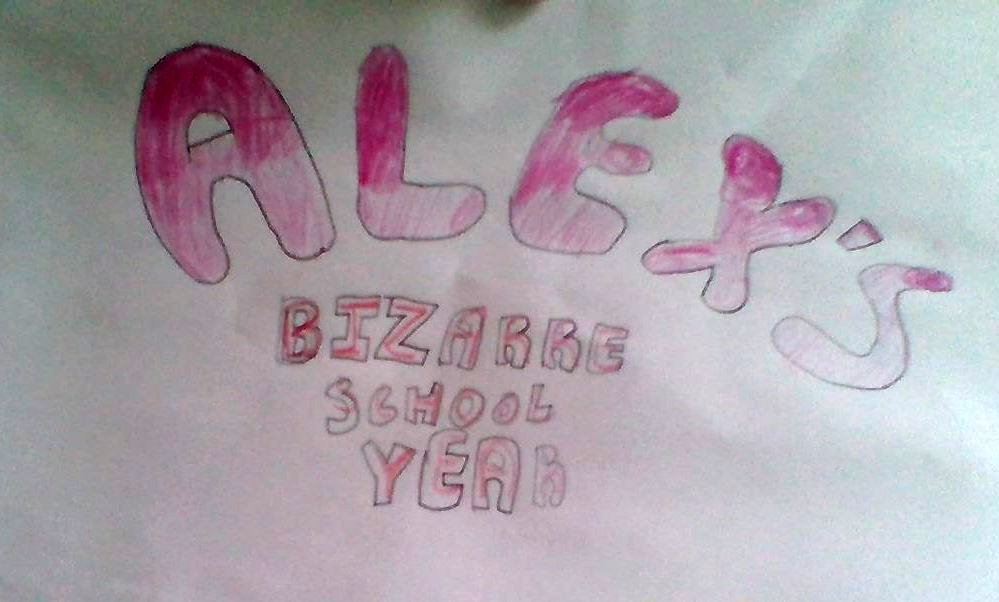 ALEX's
BIZARRE
SCHOOL
YEAR